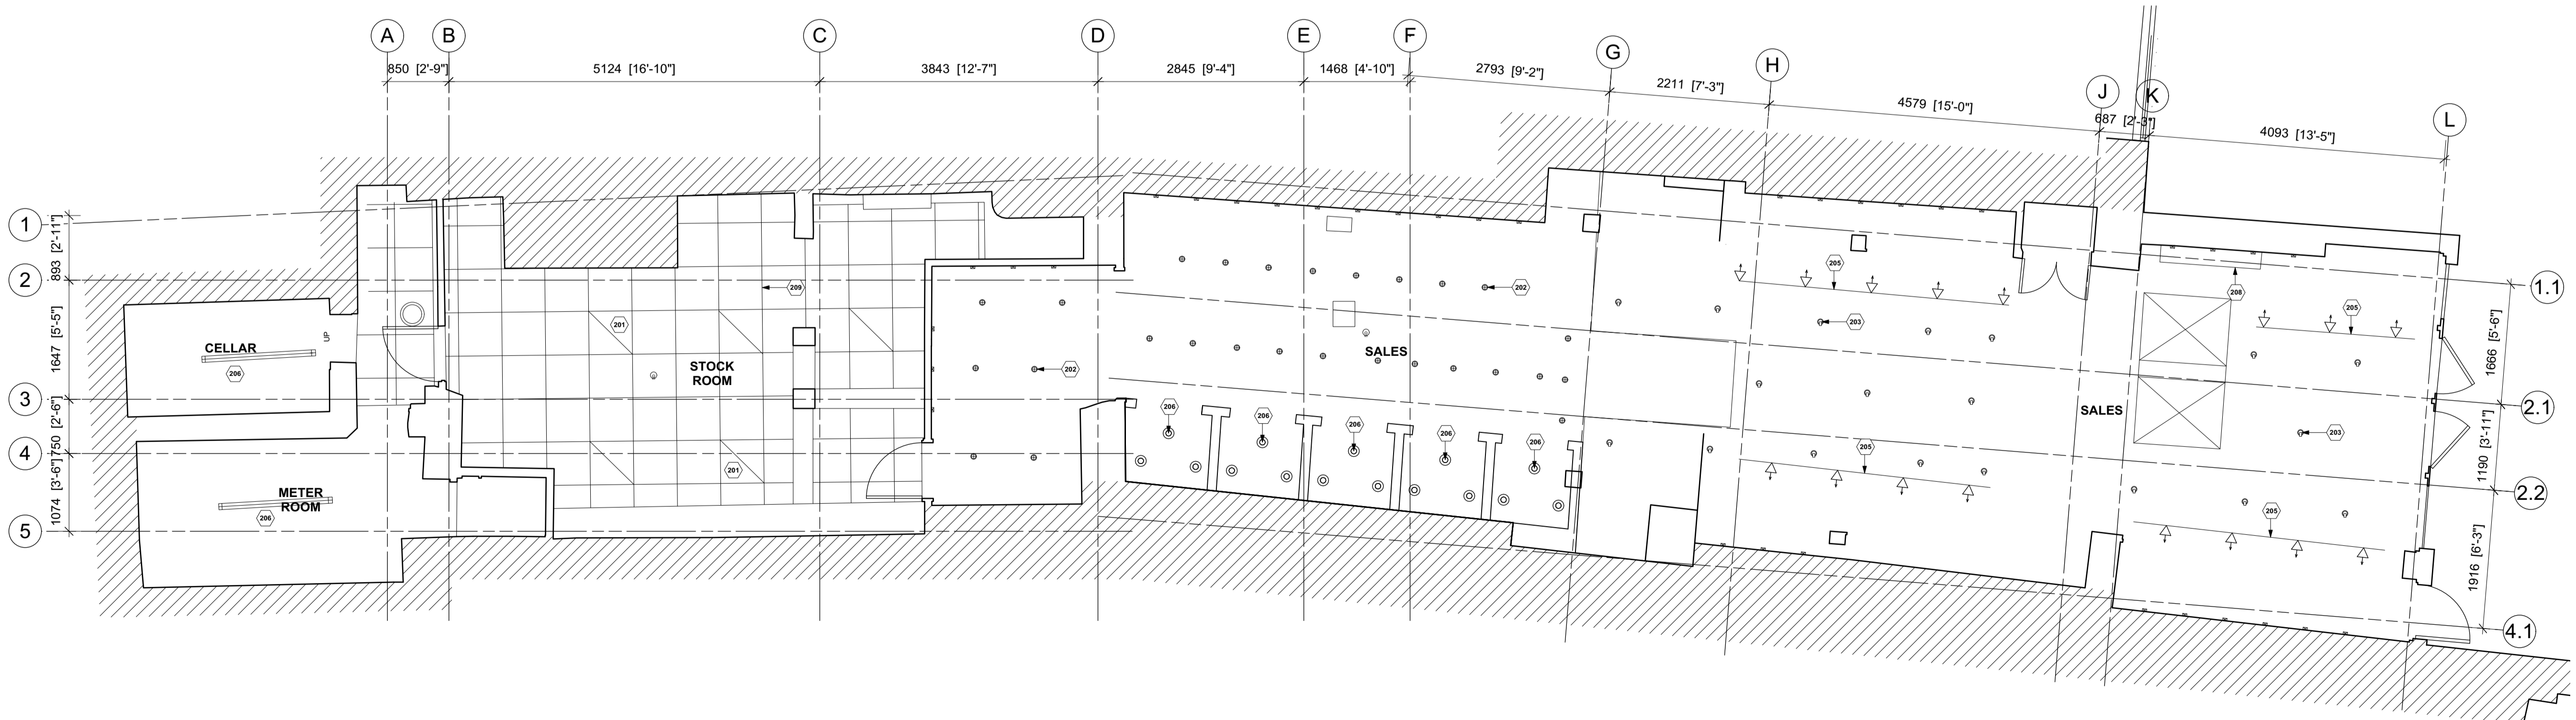 A
B
C
D
E
F
G
H
J
K
L
850 [2'-9"]
5124 [16'-10"]
3843 [12'-7"]
2845 [9'-4"]
1468 [4'-10"]
2793 [9'-2"]
2211 [7'-3"]
4579 [15'-0"]
687 [2'-3"]
4093 [13'-5"]
1
2
3
4
5
893 [2'-11"]
1647 [5'-5"]
750 [2'-6"]
1074 [3'-6"]
1.1
2.1
2.2
4.1
1666 [5'-6"]
1190 [3'-11"]
1916 [6'-3"]
CELLAR
206
UP
METER
ROOM
206
209
201
STOCK
ROOM
201
202
202
SALES
206
206
206
206
206
205
203
205
SALES
208
205
203
205